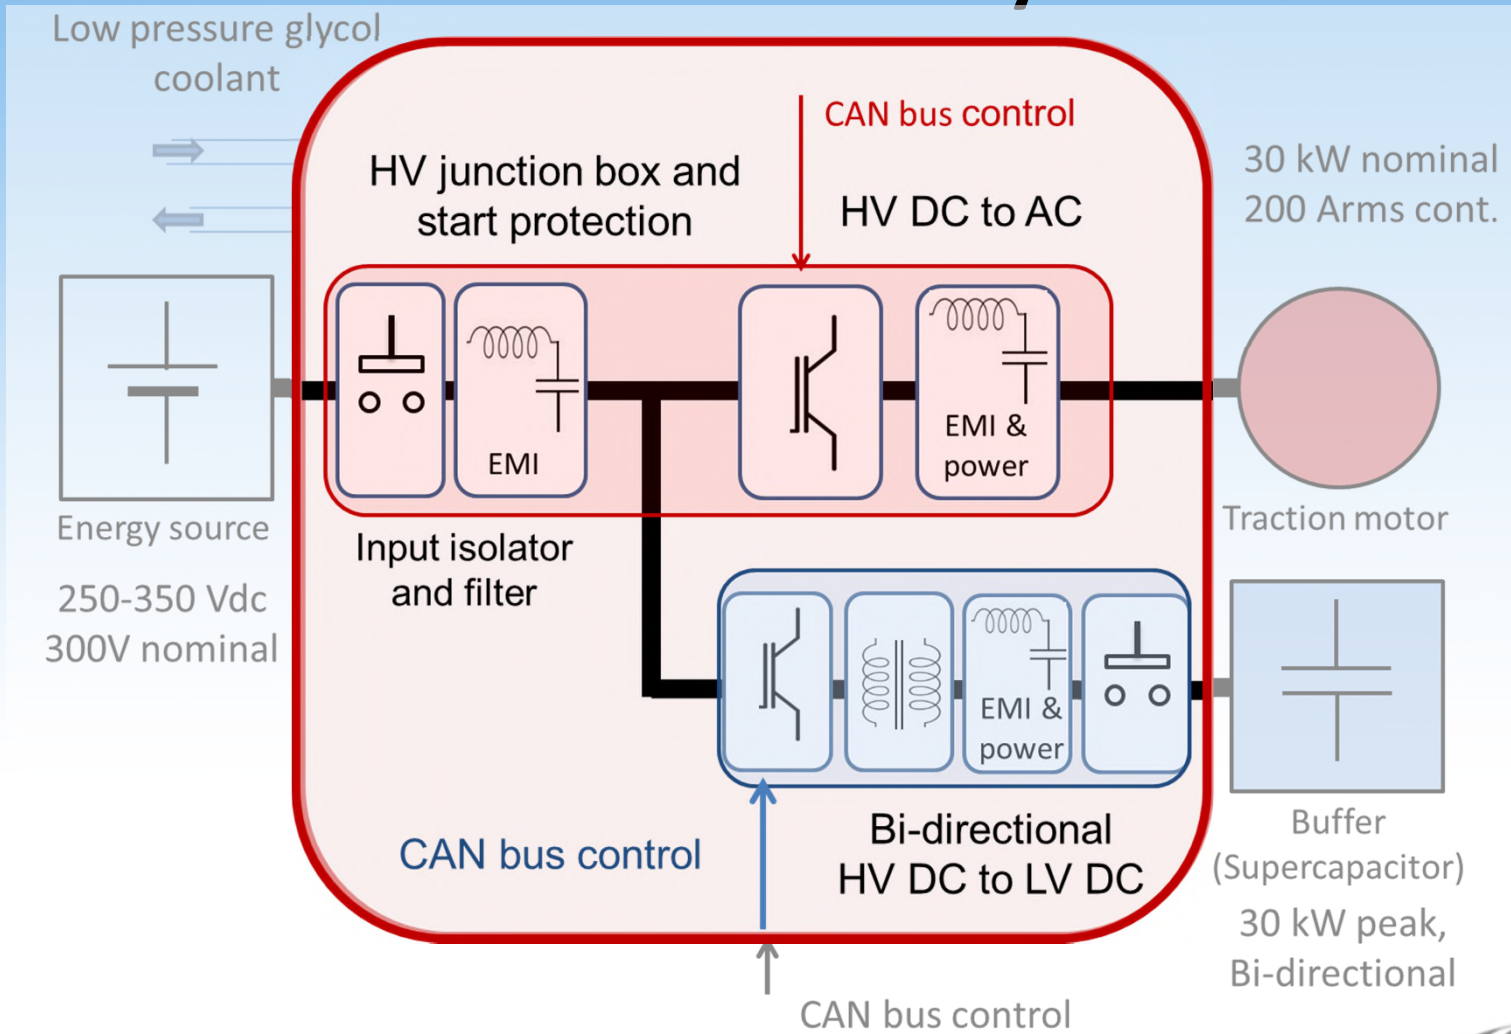 Low pressure glycol
coolant
CAN bus control
HV junction box and
start protection
HV DC to AC
30 kW nominal
200 Arms cont.
EMI
EMI &
power
Energy source
Input isolator
and filter
Traction motor
250-350 Vdc
300V nominal
EMI &
power
CAN bus control
Bi-directional
HV DC to LV DC
Buffer
(Supercapacitor)
30 kW peak,
Bi-directional
CAN bus control